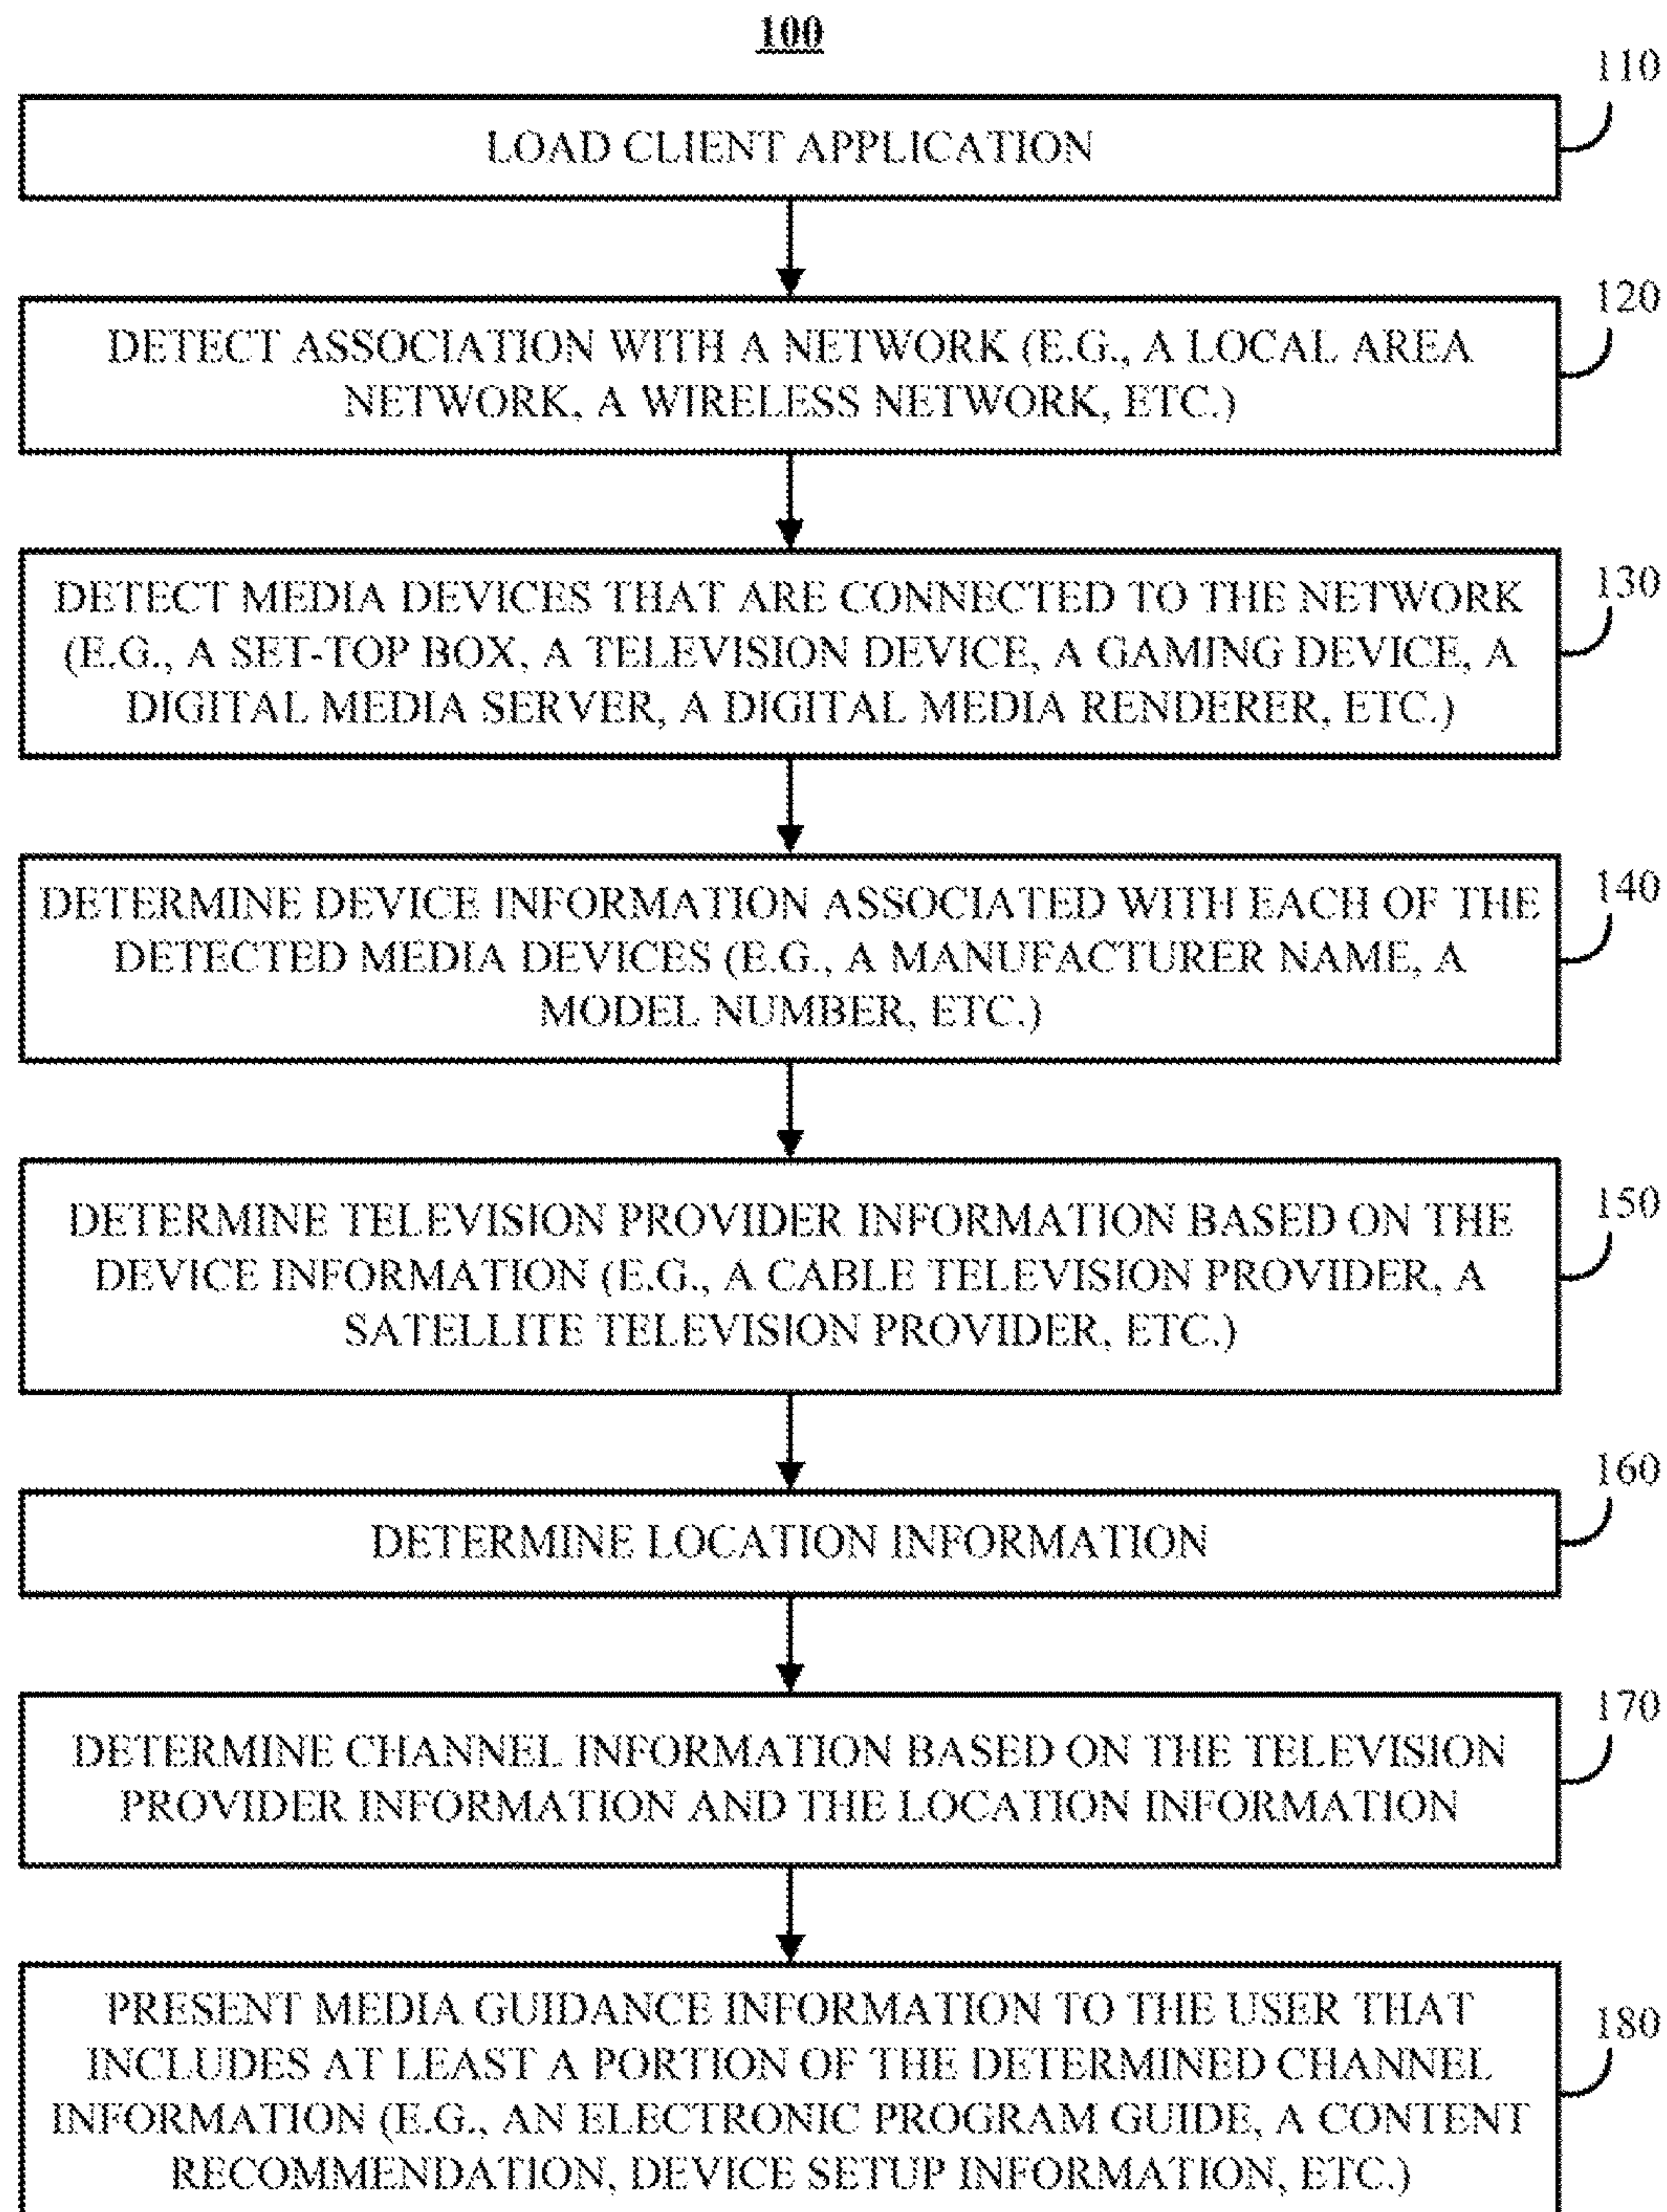 100
110
LOAD CLIENT APPLICATION
120
DETECT ASSOCIATION WITH A NETWORK (E.G., A LOCAL AREA
NETWORK, A WIRELESS NETWORK, ETC.)
130
DETECT MEDIA DEVICES THAT ARE CONNECTED TO THE NETWORK
(E.G., A SET-TOP BOX, A TELEVISION DEVICE, A GAMING DEVICE, A
DIGITAL MEDIA SERVER, A DIGITAL MEDIA RENDERER, ETC.)
140
DETERMINE DEVICE INFORMATION ASSOCIATED WITH EACH OF THE
DETECTED MEDIA DEVICES (E.G., A MANUFACTURER NAME, A
MODEL NUMBER, ETC.)
150
DETERMINE TELEVISION PROVIDER INFORMATION BASED ON THE
DEVICE INFORMATION (E.G., A CABLE TELEVISION PROVIDER, A
SATELLITE TELEVISION PROVIDER, ETC.)
160
DETERMINE LOCATION INFORMATION
170
DETERMINE CHANNEL INFORMATION BASED ON THE TELEVISION
PROVIDER INFORMATION AND THE LOCATION INFORMATION
180
PRESENT MEDIA GUIDANCE INFORMATION TO THE USER THAT
INCLUDES AT LEAST A PORTION OF THE DETERMINED CHANNEL
INFORMATION (E.G., AN ELECTRONIC PROGRAM GUIDE, A CONTENT
RECOMMENDATION, DEVICE SETUP INFORMATION, ETC.)